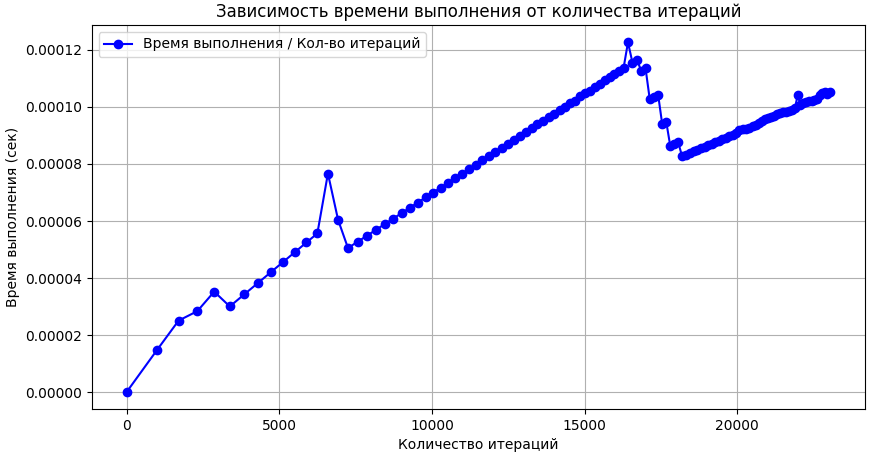 Зависимость времени выполнения от количества итераций
Время выполнения / Кол-во итераций
Время выполнения (сек)
0.00012
0.00010
0.00008
0.00006
0.00004
0.00002
0.00000
0 5000 10000 15000 20000
Количество итераций